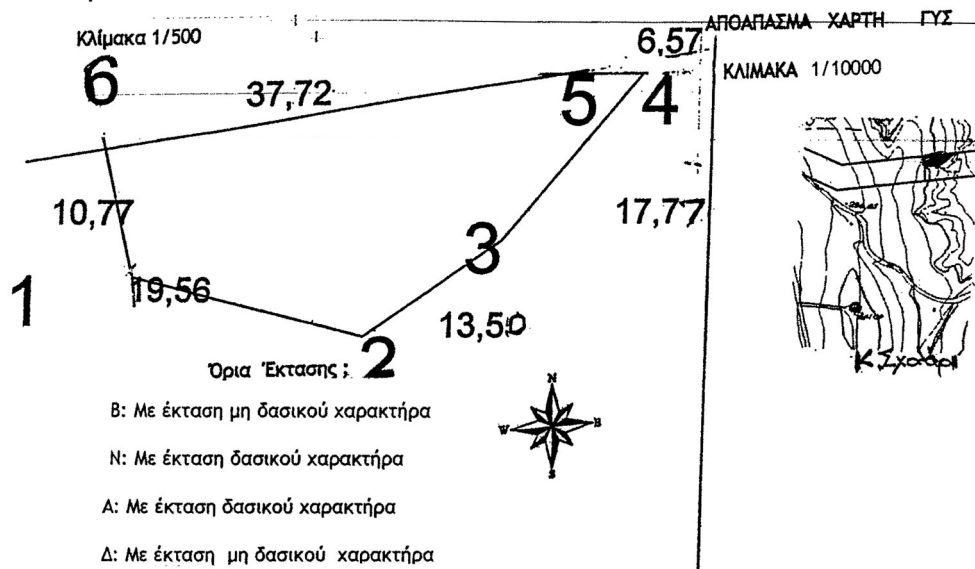 Κλίμακα 1/500
6
37,72
6,57
5
4
10,77
17,77
3
1
19,56
13,50
2
Όρια Έκτασης :
Β: Με έκταση μη δασικού χαρακτήρα
Ν: Με έκταση δασικού χαρακτήρα
Α: Με έκταση δασικού χαρακτήρα
Δ: Με έκταση μη δασικού χαρακτήρα
N
W
S
ΑΠΟΑΠΑΣΜΑ ΧΑΡΤΗ ΓΥΣ
ΚΛΙΜΑΚΑ 1/10000